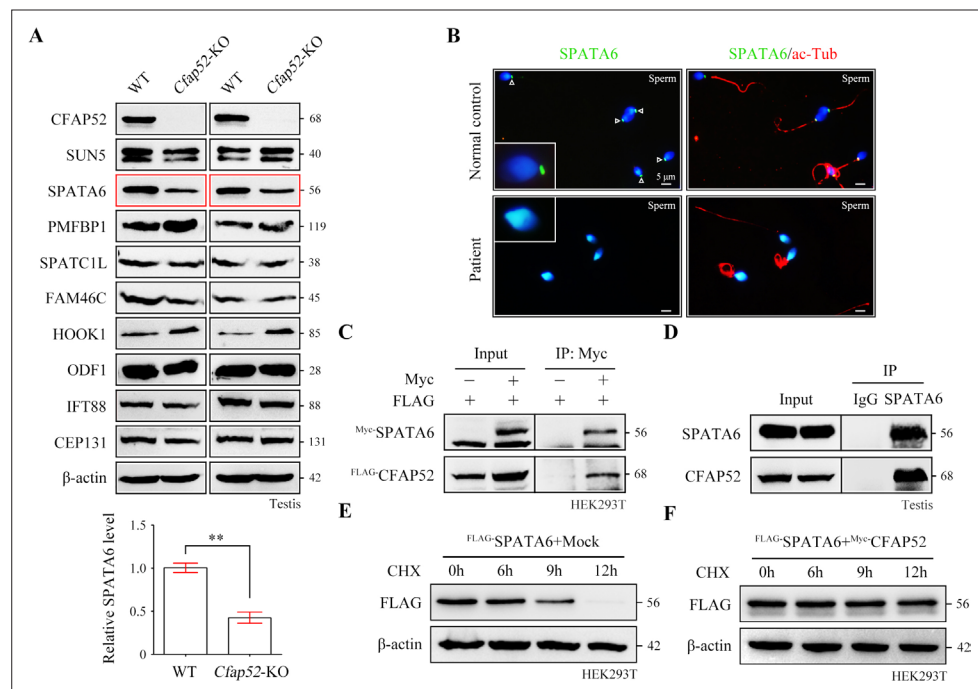 A
WT Cfap52-KO WT Cfap52-KO
CFAP52 68
SUN5 40
SPATA6 56
PMFBP1 119
SPATC1L 38
FAM46C 45
HOOK1 85
ODF1 28
IFT88 88
CEP131 131
β-actin 42
Testis
Relative SPATA6 level
1.5
1.0
0.5
0
**
WT Cfap52-KO
B
SPATA6 SPATA6/ac-Tub
Normal control
Sperm Sperm
5 μm
Patient
Sperm Sperm
C
Input IP: Myc
Myc − + − +
FLAG + + + +
Myc-SPATA6 56
FLAG-CFAP52 68
HEK293T
D
IP
Input IgG SPATA6
SPATA6 56
CFAP52 68
Testis
E
FLAG-SPATA6+Mock
CHX 0h 6h 9h 12h
FLAG 56
β-actin 42
HEK293T
F
FLAG-SPATA6+Myc-CFAP52
CHX 0h 6h 9h 12h
FLAG 56
β-actin 42
HEK293T